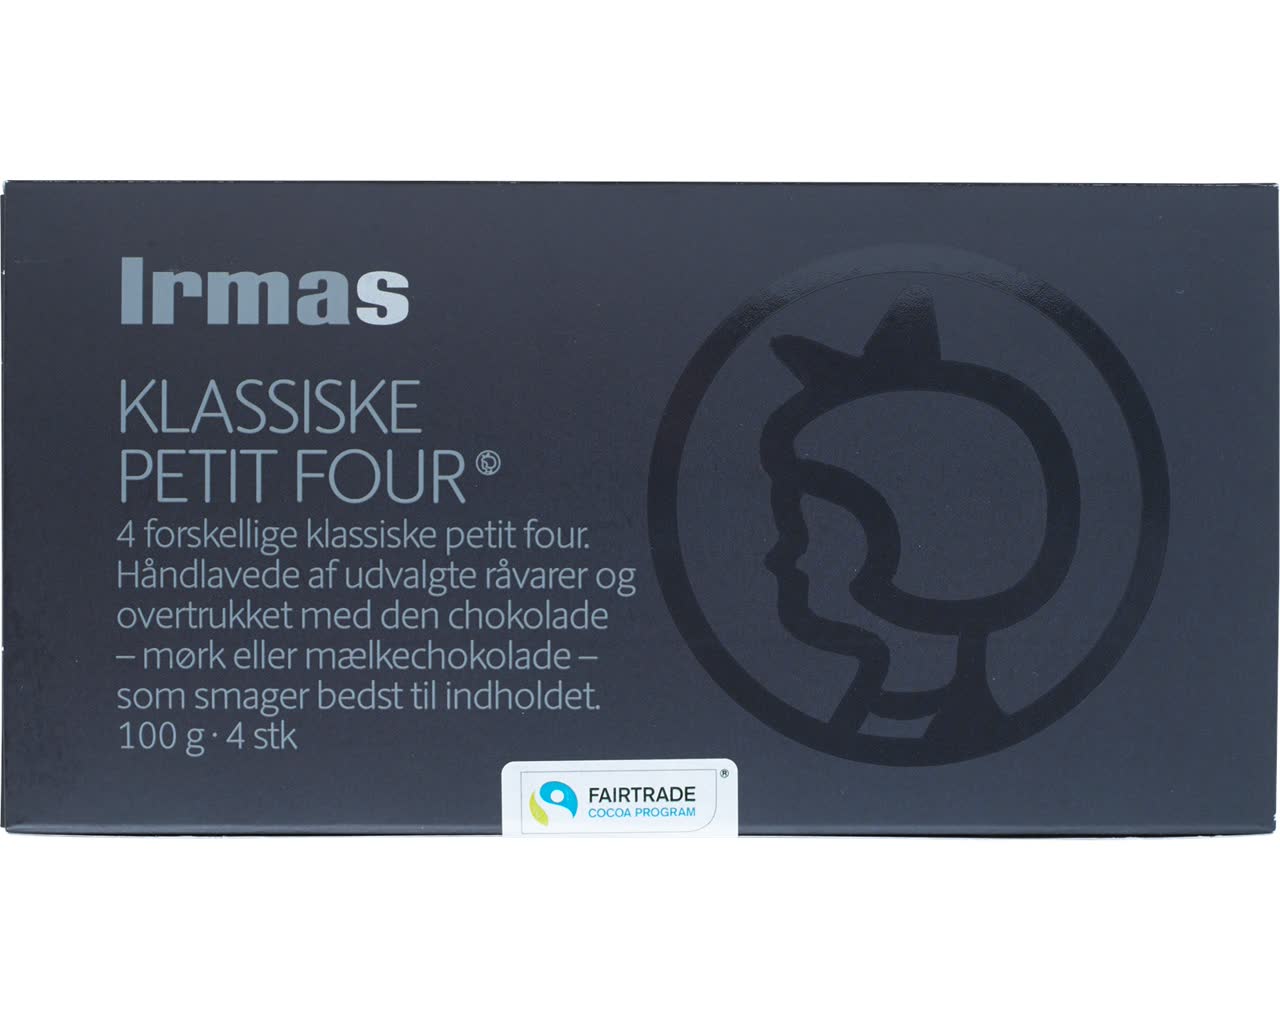 Irmas
KLASSISKE
PETIT FOUR
4 forskellige klassiske petit four.
Håndlavede af udvalgte råvarer og
overtrukket med den chokolade
– mørk eller mælkechokolade –
som smager bedst til indholdet.
100 g · 4 stk
FAIRTRADE ®
COCOA PROGRAM